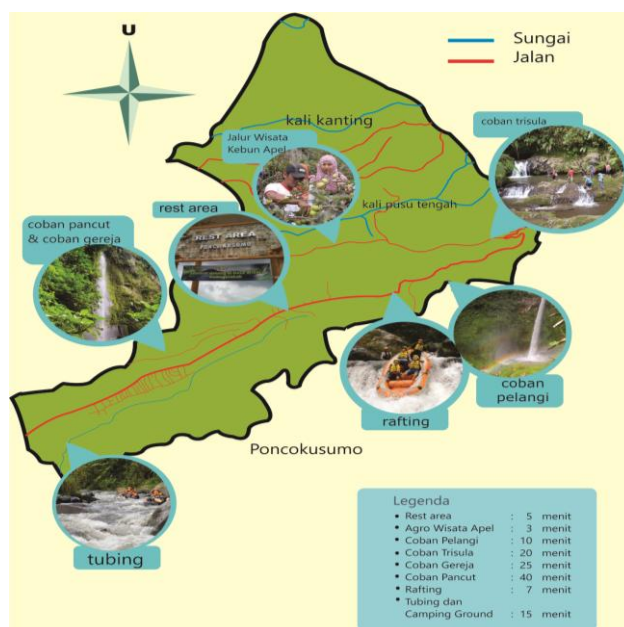 U
Sungai
Jalan
kali kanting
coban trisula
Jalur Wisata
Kebun Apel
rest area
kali pusu tengah
coban pancut
& coban gereja
REST AREA
rafting
coban
pelangi
Poncokusumo
tubing
Legenda
• Rest area : 5 menit
• Agro Wisata Apel : 3 menit
• Coban Pelangi : 10 menit
• Coban Trisula : 20 menit
• Coban Gereja : 25 menit
• Coban Pancut : 40 menit
• Rafting : 7 menit
• Tubing dan
Camping Ground : 15 menit